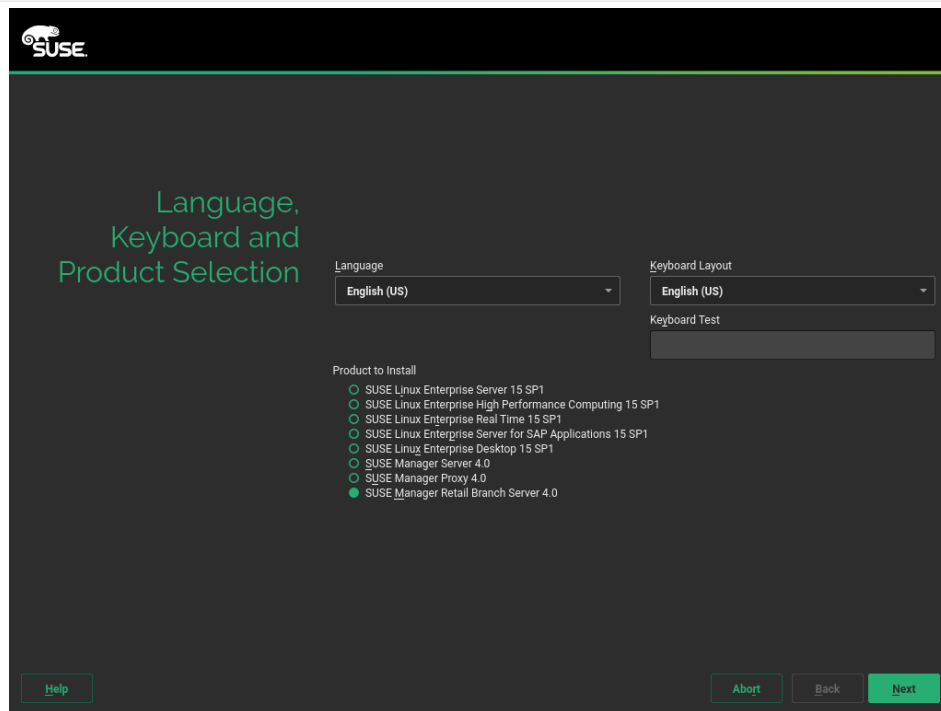 SUSE.
Language,
Keyboard and
Product Selection
Language
English (US)
Keyboard Layout
English (US)
Keyboard Test
Product to Install
SUSE Linux Enterprise Server 15 SP1
SUSE Linux Enterprise High Performance Computing 15 SP1
SUSE Linux Enterprise Real Time 15 SP1
SUSE Linux Enterprise Server for SAP Applications 15 SP1
SUSE Linux Enterprise Desktop 15 SP1
SUSE Manager Server 4.0
SUSE Manager Proxy 4.0
SUSE Manager Retail Branch Server 4.0
Help
Abort
Back
Next